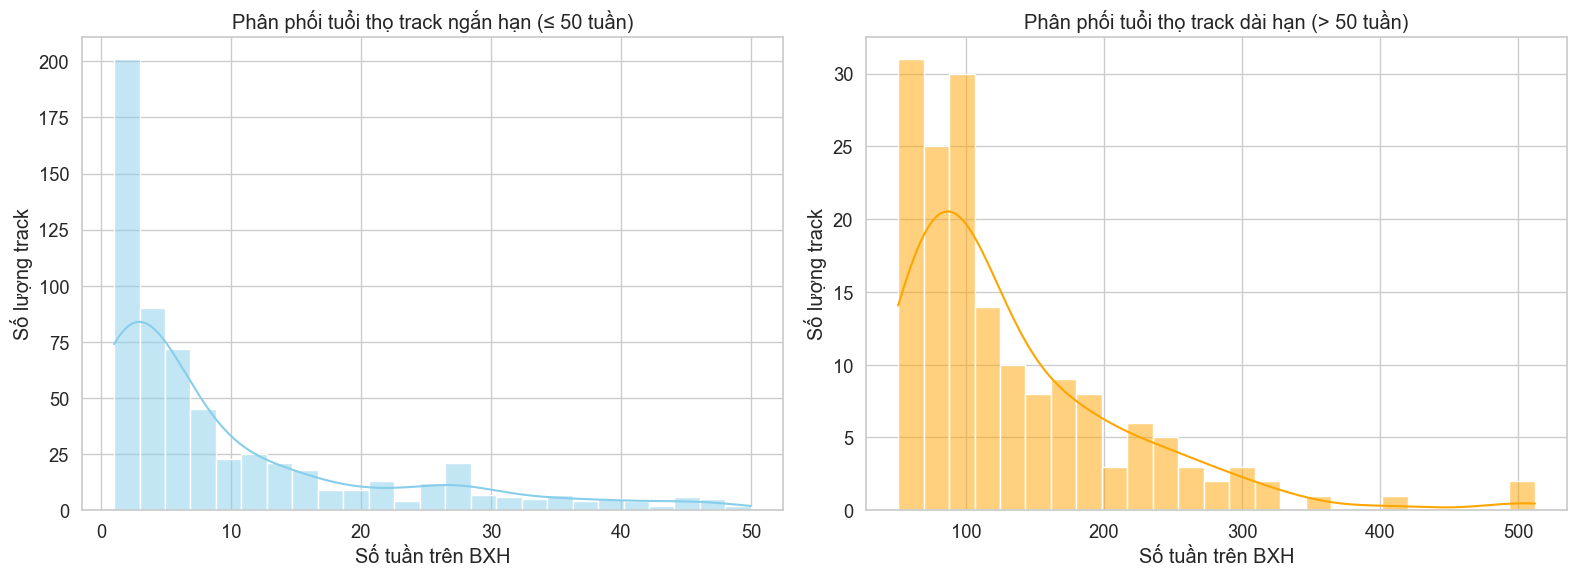 Phân phối tuổi thọ track ngắn hạn (≤ 50 tuần)
200
175
150
125
100
75
50
25
0
Số lượng track
0 10 20 30 40 50
Số tuần trên BXH
Phân phối tuổi thọ track dài hạn (> 50 tuần)
30
25
20
15
10
5
0
Số lượng track
100 200 300 400 500
Số tuần trên BXH